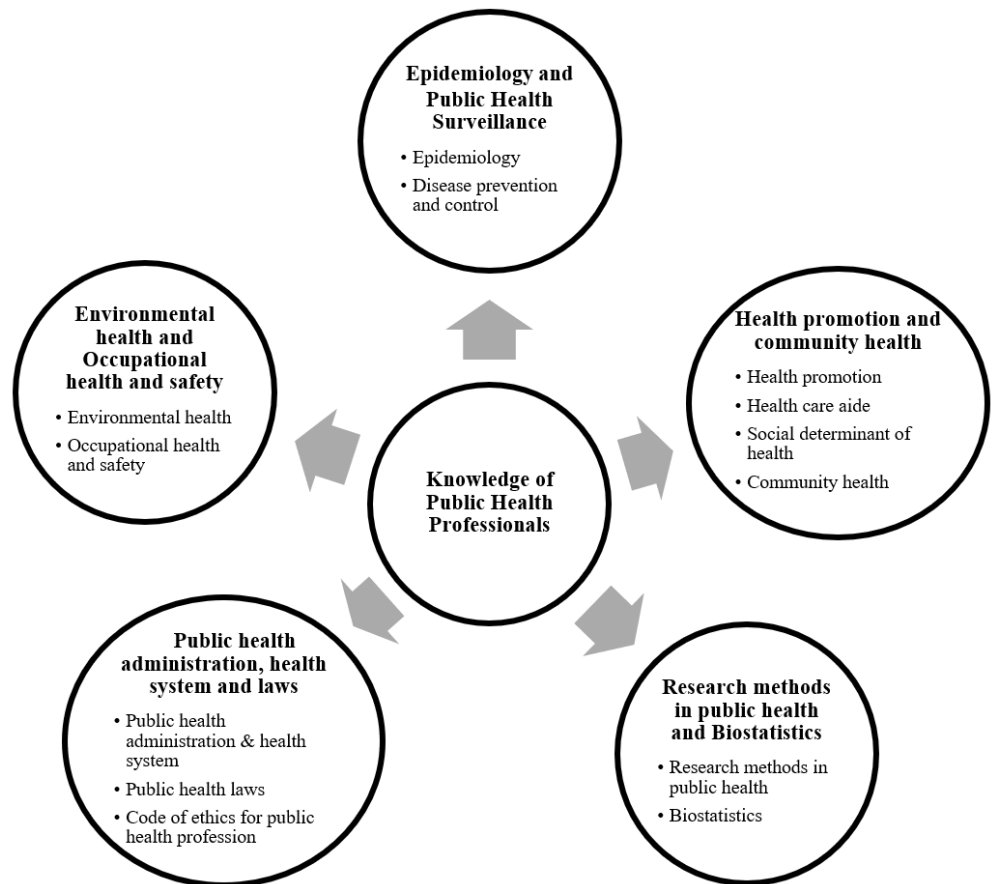 Epidemiology and
Public Health
Surveillance
• Epidemiology
• Disease prevention
and control
Environmental
health and
Occupational
health and safety
• Environmental health
• Occupational health
and safety
Health promotion and
community health
• Health promotion
• Health care aide
• Social determinant of
health
• Community health
Knowledge of
Public Health
Professionals
Public health
administration, health
system and laws
• Public health
administration & health
system
• Public health laws
• Code of ethics for public
health profession
Research methods
in public health
and Biostatistics
• Research methods in
public health
• Biostatistics